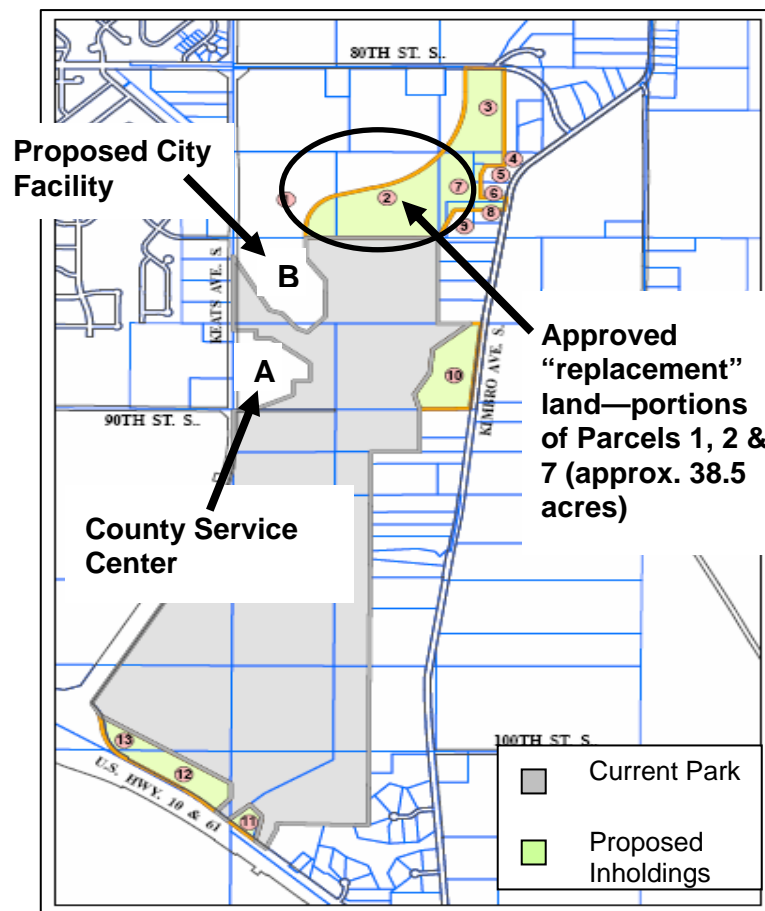 80TH ST. S..
3
Proposed City
Facility
4
5
7
6
1
2
8
9
B
KEATS AVE. S.
Approved
“replacement”
land—portions
of Parcels 1, 2 &
7 (approx. 38.5
acres)
KIMBRO AVE. S.
A
10
90TH ST. S..
County Service
Center
100TH ST. S..
13
12
U.S. HWY. 10 & 61
11
Current Park
Proposed
Inholdings